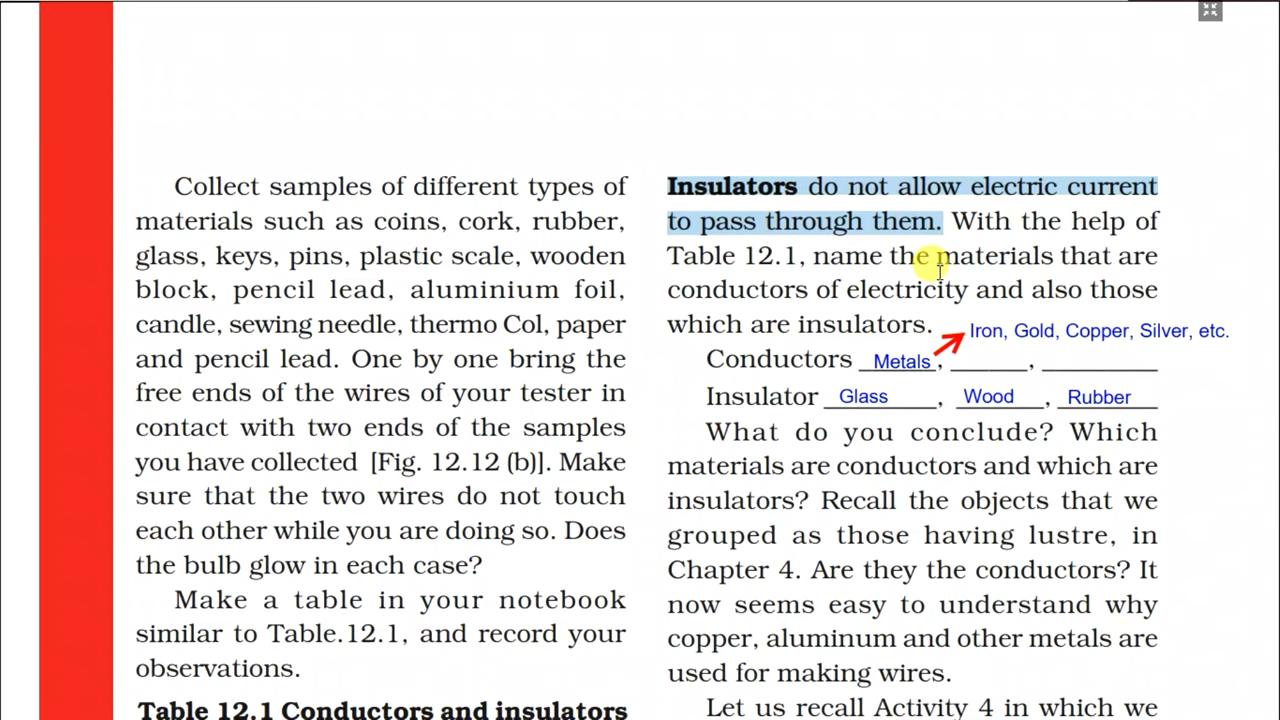 Collect samples of different types of
materials such as coins, cork, rubber,
glass, keys, pins, plastic scale, wooden
block, pencil lead, aluminium foil,
candle, sewing needle, thermo Col, paper
and pencil lead. One by one bring the
free ends of the wires of your tester in
contact with two ends of the samples
you have collected [Fig. 12.12 (b)]. Make
sure that the two wires do not touch
each other while you are doing so. Does
the bulb glow in each case?
Make a table in your notebook
similar to Table.12.1, and record your
observations.
Table 12.1 Conductors and insulators
Insulators do not allow electric current
to pass through them. With the help of
Table 12.1, name the materials that are
conductors of electricity and also those
which are insulators.
Iron, Gold, Copper, Silver, etc.
Conductors Metals, ______, _________
Insulator Glass, Wood, Rubber
What do you conclude? Which
materials are conductors and which are
insulators? Recall the objects that we
grouped as those having lustre, in
Chapter 4. Are they the conductors? It
now seems easy to understand why
copper, aluminum and other metals are
used for making wires.
Let us recall Activity 4 in which we